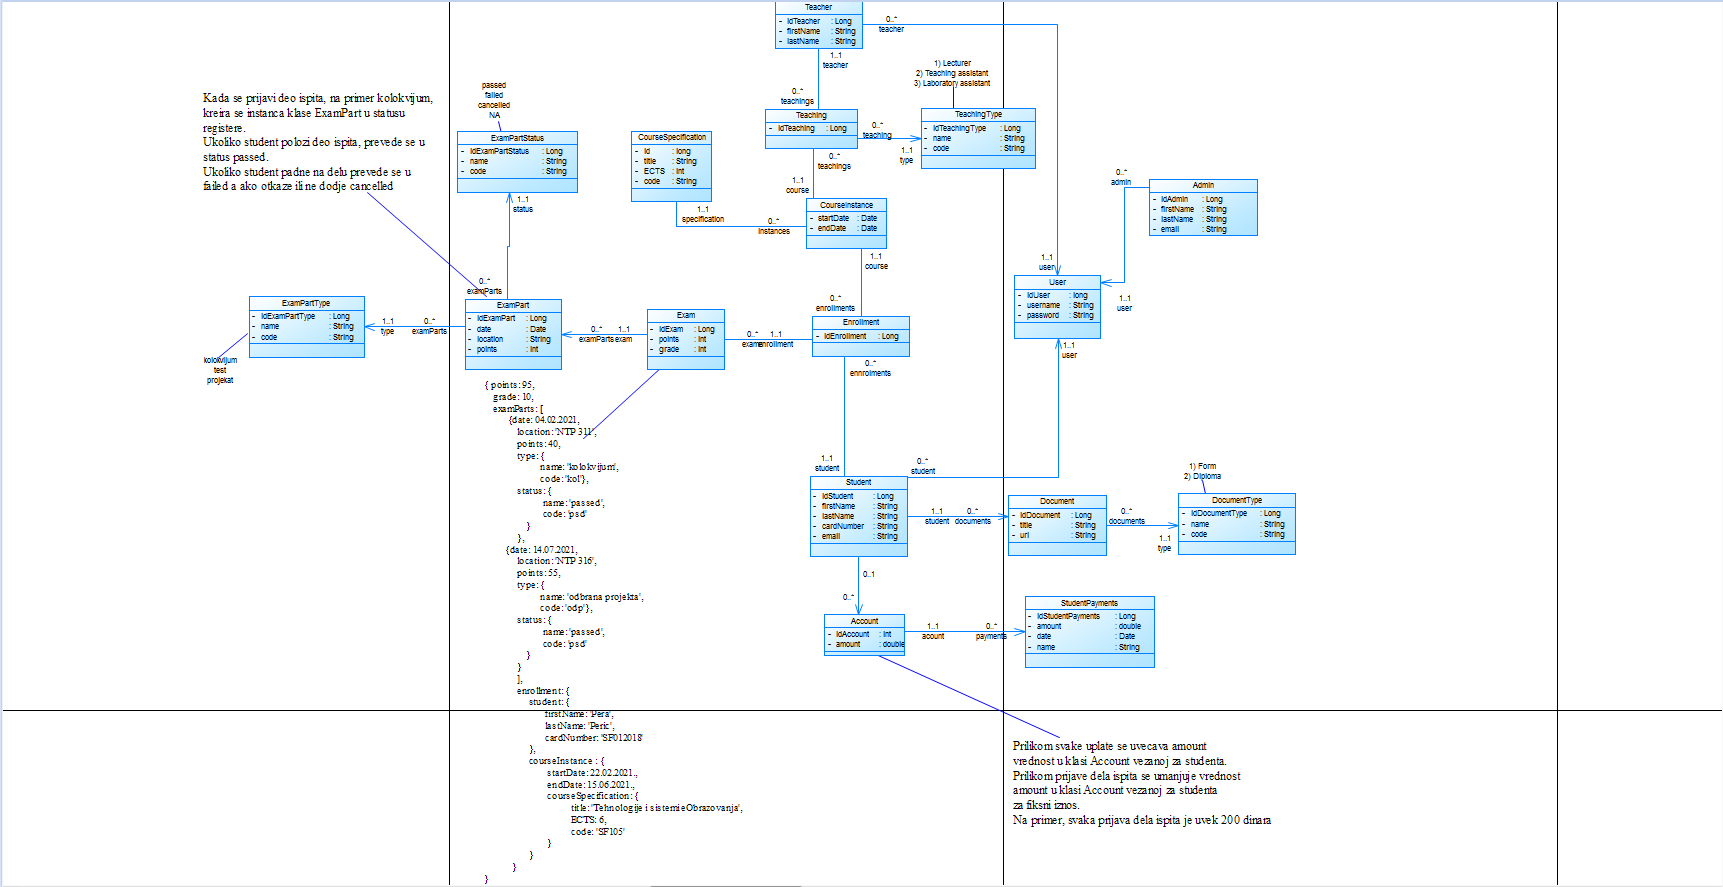 Teacher
- idTeacher : Long
- firstName : String
- lastName : String
0..*
teacher
1..1
teacher
1) Lecturer
2) Teaching assistant
3) Laboratory assistant
0..*
teachings
Teaching
- idTeaching : Long
0..*
teaching
1..1
type
TeachingType
- idTeachingType : Long
- name : String
- code : String
Kada se prijavi deo ispita, na primer kolokvijum,
kreira se instanca klase ExamPart u statusu
registere.
Ukoliko student polozi deo ispita, prevede se u
status passed.
Ukoliko student padne na delu prevede se u
failed a ako otkaze ili ne dodje cancelled
passed
failed
cancelled
NA
ExamPartStatus
- idExamPartStatus : Long
- name : String
- code : String
1..1
status
CourseSpecification
- id : long
- title : String
- ECTS : int
- code : String
1..1
specification
0..*
instances
0..*
teachings
1..1
course
CourseInstance
- startDate : Date
- endDate : Date
1..1
course
0..*
enrollments
0..*
admin
Admin
- idAdmin : Long
- firstName : String
- lastName : String
- email : String
1..1
user
1..1
user
User
- idUser : long
- username : String
- password : String
1..1
user
ExamPartType
- idExamPartType : Long
- name : String
- code : String
kolokvijum
test
projekat
1..1
type
0..*
examParts
0..*
examParts
ExamPart
- idExamPart : Long
- date : Date
- location : String
- points : int
0..*
examParts
1..1
exam
Exam
- idExam : Long
- points : int
- grade : int
exam
enrollment
Enrollment
- idEnrollment : Long
0..*
ennrolments
1..1
student
0..*
student
Student
- idStudent : Long
- firstName : String
- lastName : String
- cardNumber : String
- email : String
1..1
student
0..*
documents
Document
- idDocument : Long
- title : String
- url : String
0..*
documents
1..1
type
1) Form
2) Diploma
DocumentType
- idDocumentType : Long
- name : String
- code : String
0..1
0..*
Account
- idAccount : int
- amount : double
1..1
acount
0..*
payments
StudentPayments
- idStudentPayments : Long
- amount : double
- date : Date
- name : String
{ points: 95,
grade: 10,
examParts: [
{date: 04.02.2021,
location: 'NTP 311',
points: 40,
type: {
name: 'kolokvijum',
code: 'kol'},
status: {
name: 'passed',
code: 'psd'
}
},
{date: 14.07.2021,
location: 'NTP 316',
points: 55,
type: {
name: 'odbrana projekta',
code: 'odp'},
status: {
name: 'passed',
code: 'psd'
}
}
],
enrollment: {
student: {
firstName: 'Pera',
lastName: 'Peric',
cardNumber: 'SF012018'
},
courseInstance : {
startDate: 22.02.2021.,
endDate: 15.06.2021.,
courseSpecification: {
title: 'Tehnologije i sistemi eObrazovanja',
ECTS: 6,
code: 'SF105'
}
}
}
}
Prilikom svake uplate se uvecava amount
vrednost u klasi Account vezanoj za studenta.
Prilikom prijave dela ispita se umanjuje vrednost
amount u klasi Account vezanoj za studenta
za fiksni iznos.
Na primer, svaka prijava dela ispita je uvek 200 dinara